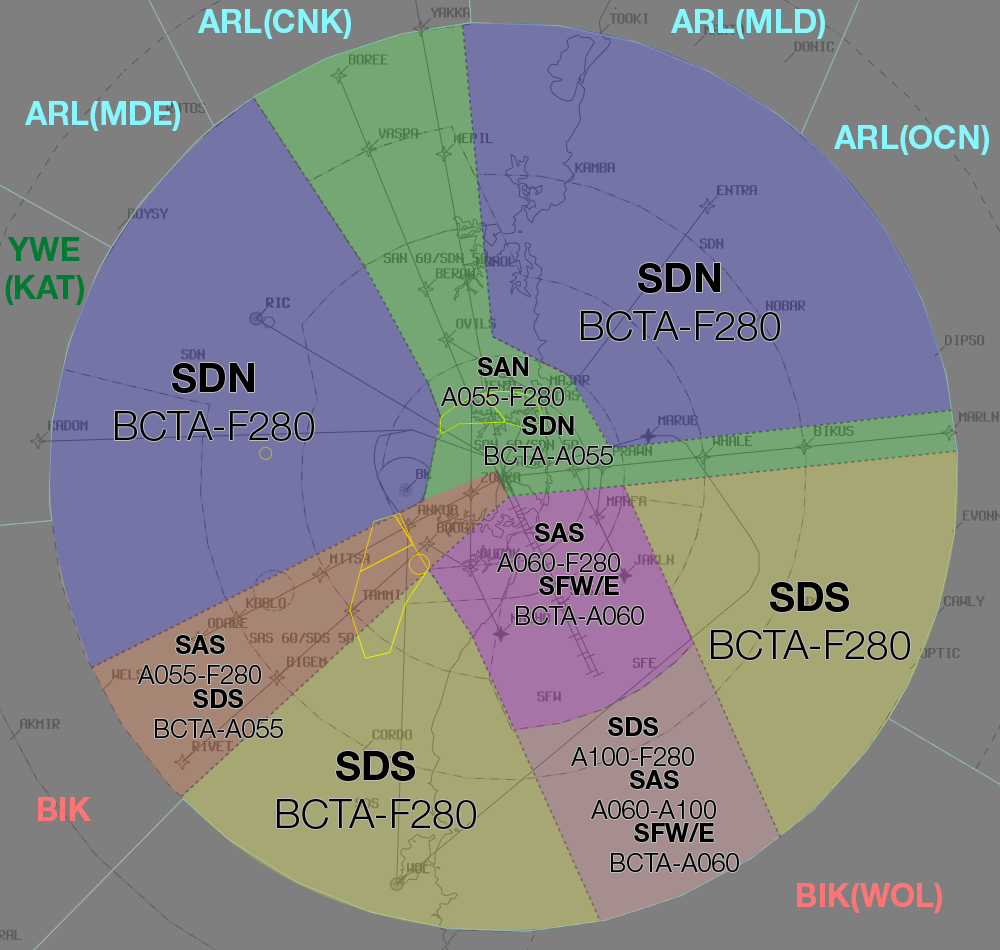 YAKKA
ARL(CNK)
TOOKI
ARL(MLD)
DONIC
BOREE
ARL(MDE)
ARL(OCN)
VASRA
KAMBA
ENTRA
BOYSY
SDN
YWE
(KAT)
SAN 60/SDN 50
BEROW
SDN
BCTA-F280
NOBAR
RIC
OVILS
DIPSO
SDN
SDN
BCTA-F280
SAN
A055-F280
SDN
BCTA-A055
MARUB
MARLN
KADOM
WHALE
BIKUS
PRAWN
BK
ANKUB
EVONN
SAS
A060-F280
SFW/E
BCTA-A060
MITSA
JAKLN
KADLO
TAMMI
SDS
BCTA-F280
CAWLY
ODALE
SAS 60/SDS 50
SAS
A055-F280
SDS
BCTA-A055
BIGEM
OPTIC
SFE
WELS
SFW
AKMIR
RIVET
CORDO
SDS
A100-F280
SAS
A060-A100
SFW/E
BCTA-A060
SDS
BCTA-F280
BIK
WOL
BIK(WOL)
RAL